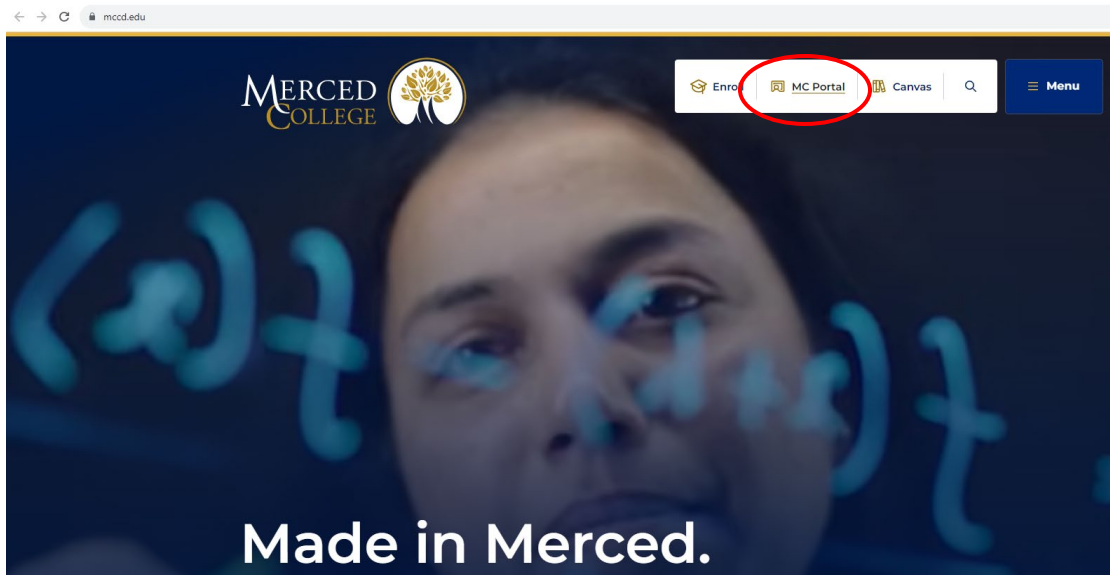 mccd.edu
MERCED
COLLEGE
Enroll MC Portal Canvas Menu
(x)f
d+x)f
Made in Merced.